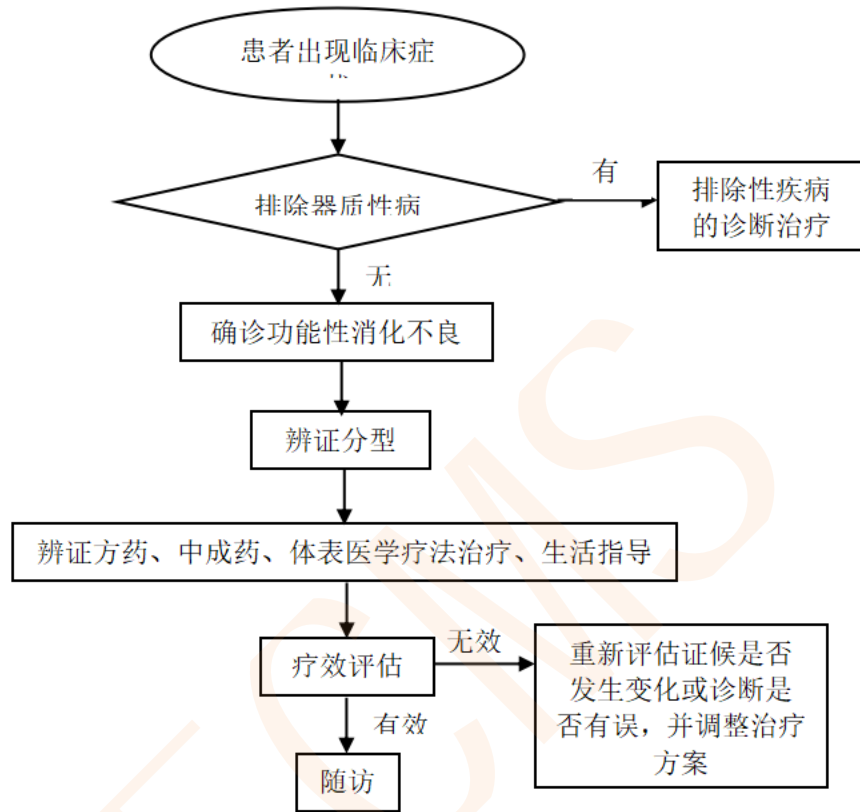 患者出现临床症
排除器质性病
有
排除性疾病
的诊断治疗
无
确诊功能性消化不良
辨证分型
辨证方药、中成药、体表医学疗法治疗、生活指导
疗效评估
无效
重新评估证候是否
发生变化或诊断是
否有误，并调整治疗
方案
有效
随访
CMS